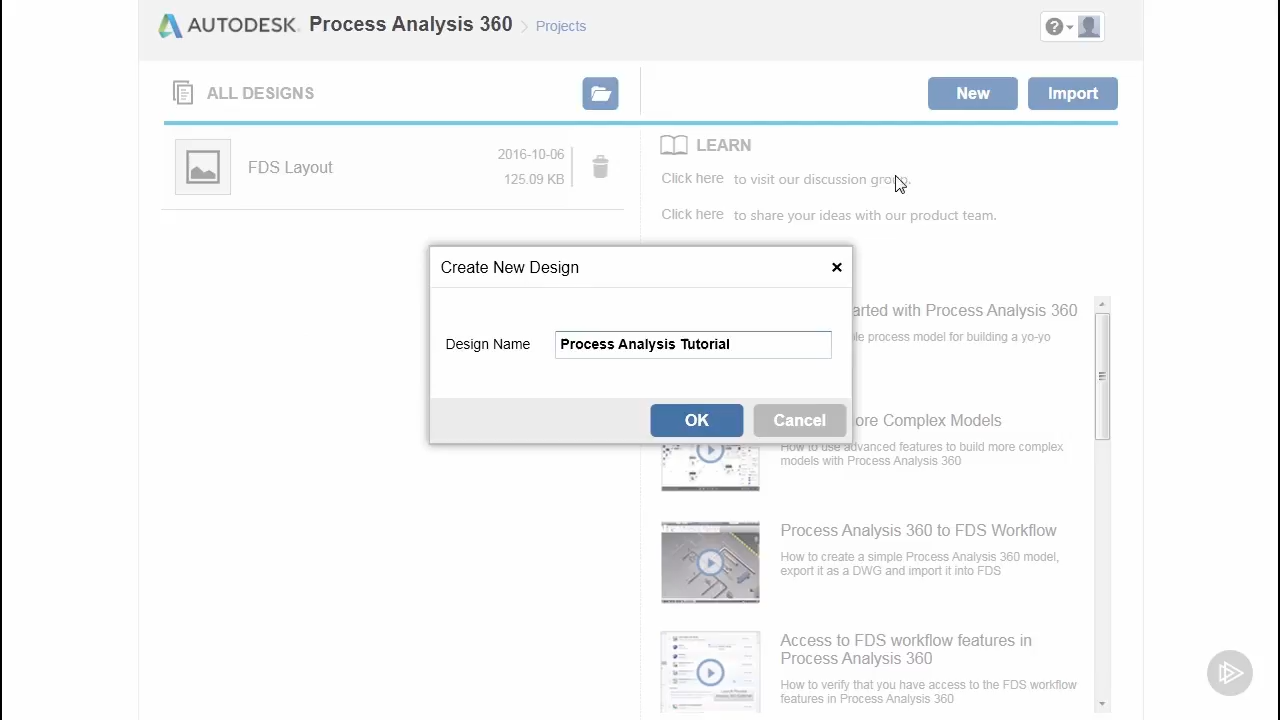 AUTODESK Process Analysis 360 > Projects
ALL DESIGNS
New
Import
FDS Layout
2016-10-06
125.09 KB
LEARN
Click here to visit our discussion group.
Click here to share your ideas with our product team.
Create New Design
Design Name
Process Analysis Tutorial
OK
Cancel
arted with Process Analysis 360
le process model for building a yo-yo
ore Complex Models
How to use advanced features to build more complex
models with Process Analysis 360
Process Analysis 360 to FDS Workflow
How to create a simple Process Analysis 360 model,
export it as a DWG and import it into FDS
Access to FDS workflow features in
Process Analysis 360
How to verify that you have access to the FDS workflow
features in Process Analysis 360